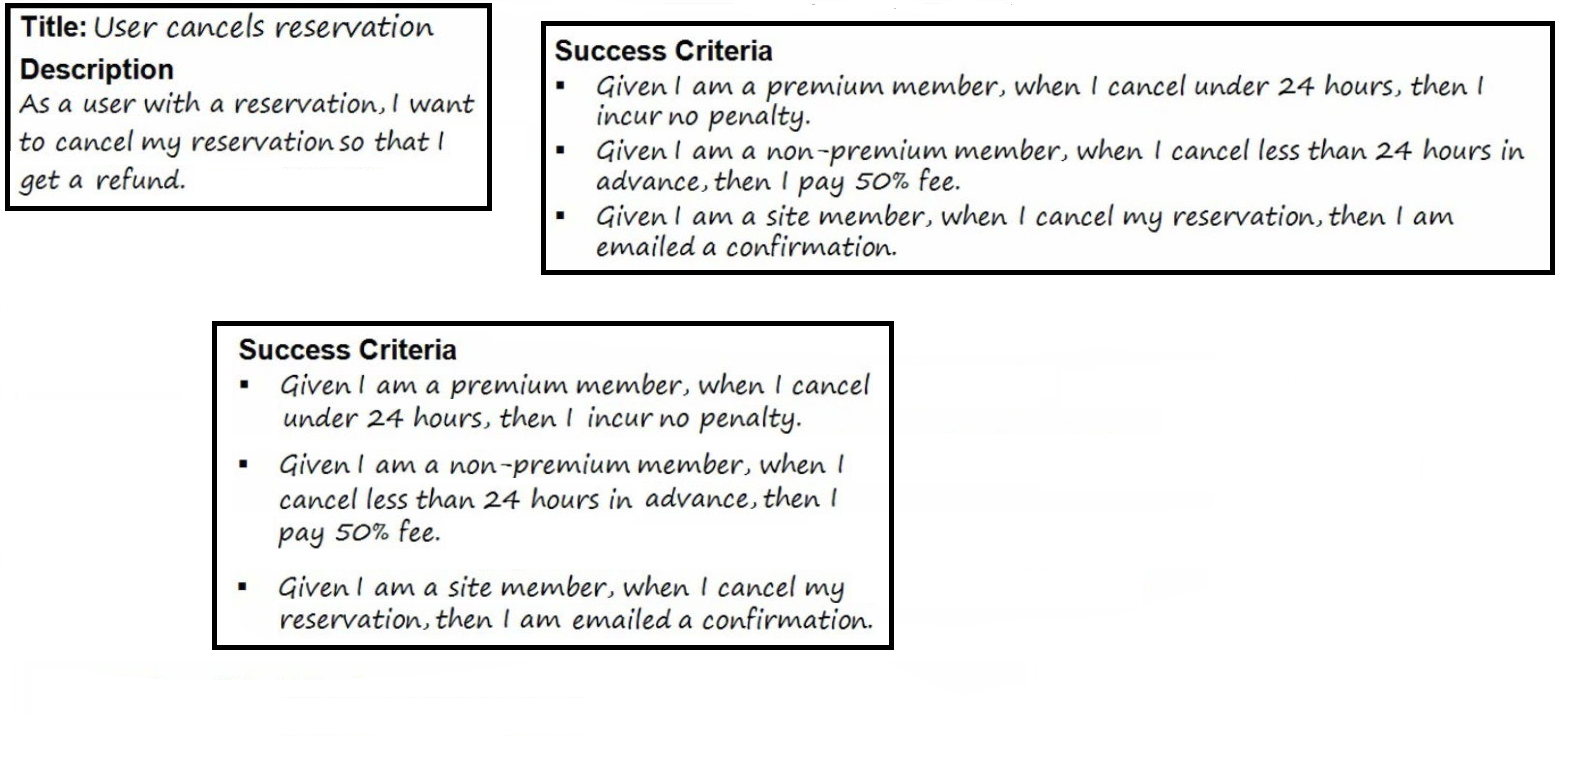 Title: User cancels reservation
Description
As a user with a reservation, I want
to cancel my reservation so that I
get a refund.
Success Criteria
▪ Given I am a premium member, when I cancel under 24 hours, then I
incur no penalty.
▪ Given I am a non-premium member, when I cancel less than 24 hours in
advance, then I pay 50% fee.
▪ Given I am a site member, when I cancel my reservation, then I am
emailed a confirmation.
Success Criteria
▪ Given I am a premium member, when I cancel
under 24 hours, then I incur no penalty.
▪ Given I am a non-premium member, when I
cancel less than 24 hours in advance, then I
pay 50% fee.
▪ Given I am a site member, when I cancel my
reservation, then I am emailed a confirmation.